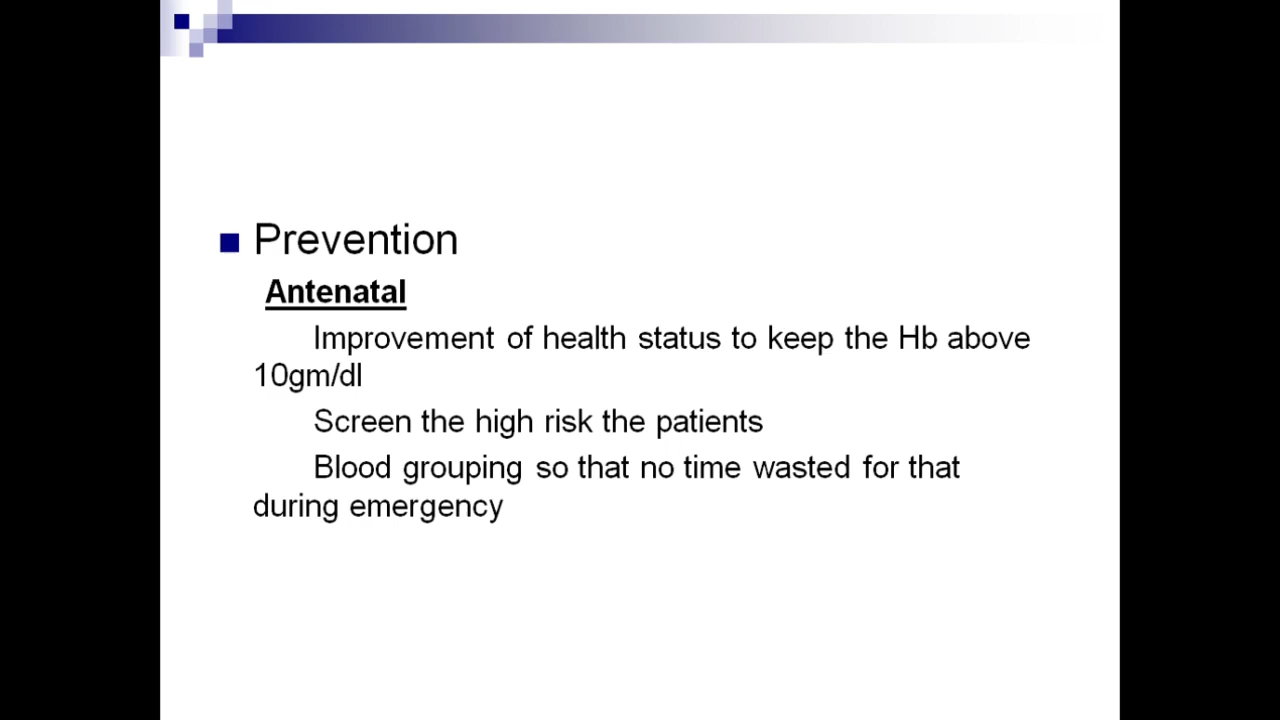 Prevention
Antenatal
Improvement of health status to keep the Hb above
10gm/dl
Screen the high risk the patients
Blood grouping so that no time wasted for that
during emergency